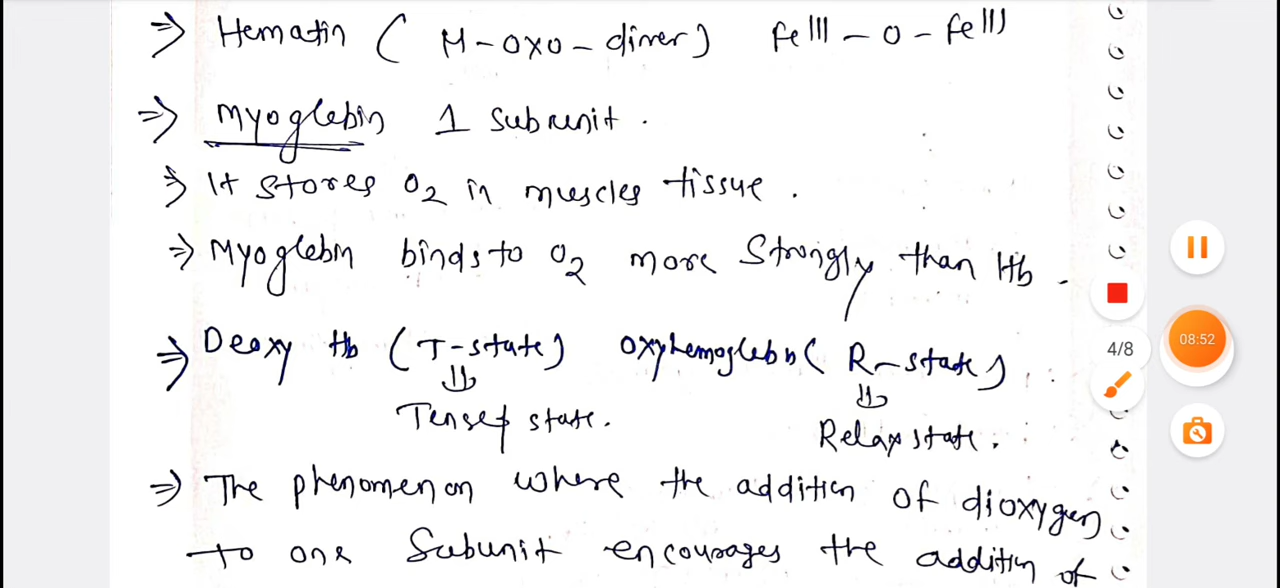 ⇒ Hematin ( M-oxo-dimer) FeIII - O - FeIII
⇒ Myoglobin 1 Subunit.
⇒ It stores O2 in muscles tissue.
⇒ Myoglobin binds to O2 more Strongly than Hb.
⇒ Deoxy Hb (T-state) oxyhemoglobin ( R-state)
⇓ ⇓
Tensed state. Relax state.
⇒ The phenomenon where the addition of dioxygen
to one Subunit encourages the addition of
4/8
08:52